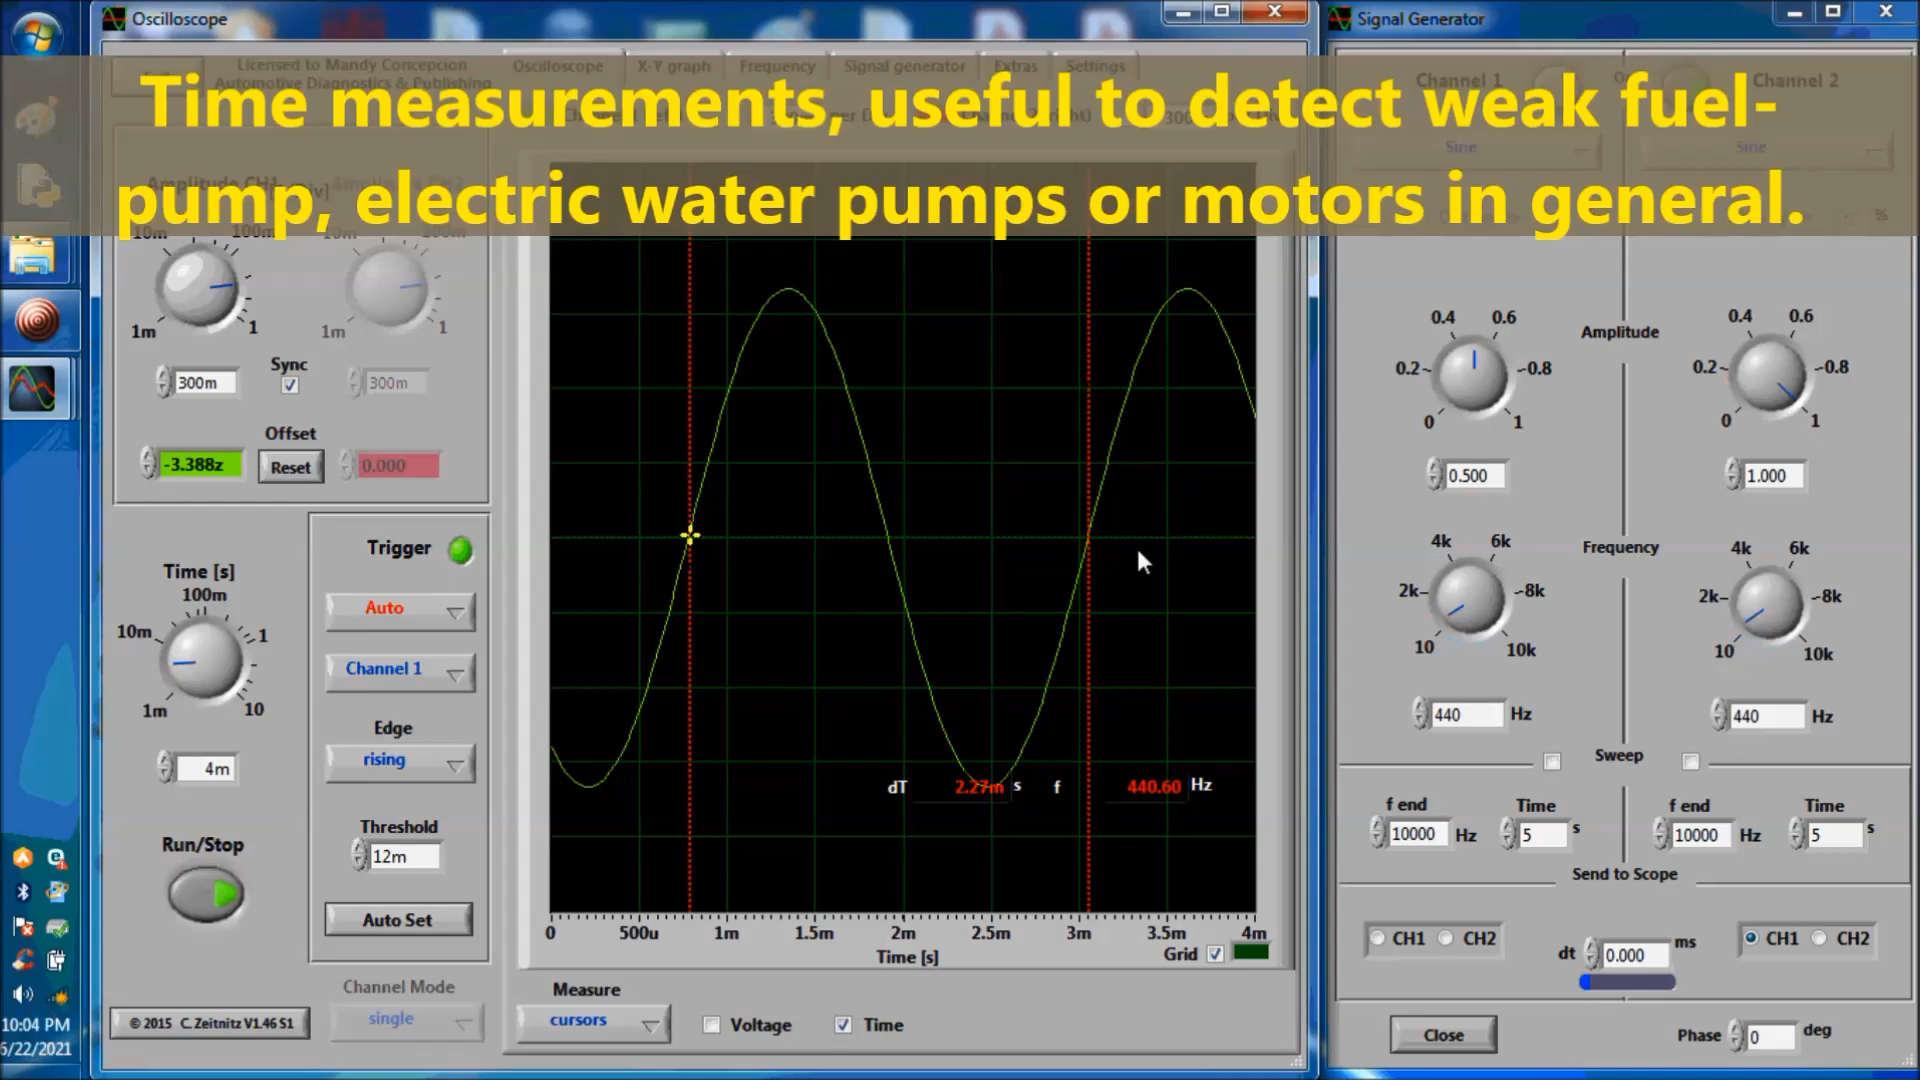 Oscilloscope
Signal Generator
Licensed to Mandy Concepcion
Automotive Diagnostics & Publishing
Oscilloscope X-Y graph Frequency Signal generator Extras Settings
Channel 1 Channel 2
Time measurements, useful to detect weak fuel-
pump, electric water pumps or motors in general.
Sine Sine
%
10m 100m 10m 100m
1m 1 1m 1
Sync
300m 300m
Offset
-3.388z Reset 0.000
Time [s]
100m
10m 1
1m 10
4m
Run/Stop
Trigger
Auto
Channel 1
Edge
rising
Threshold
12m
Auto Set
Channel Mode
single
© 2015 C.Zeitnitz V1.46 S1
dT 2.27m s f 440.60 Hz
0 500u 1m 1.5m 2m 2.5m 3m 3.5m 4m
Time [s]
Grid
Measure
cursors
Voltage Time
Amplitude
0.4 0.6 0.4 0.6
0.2 0.8 0.2 0.8
0 1 0 1
0.500 1.000
Frequency
4k 6k 4k 6k
2k 8k 2k 8k
10 10k 10 10k
440 Hz 440 Hz
Sweep
f end Time f end Time
10000 Hz 5 s 10000 Hz 5 s
Send to Scope
CH1 CH2 dt 0.000 ms CH1 CH2
Close Phase 0 deg
10:04 PM
5/22/2021